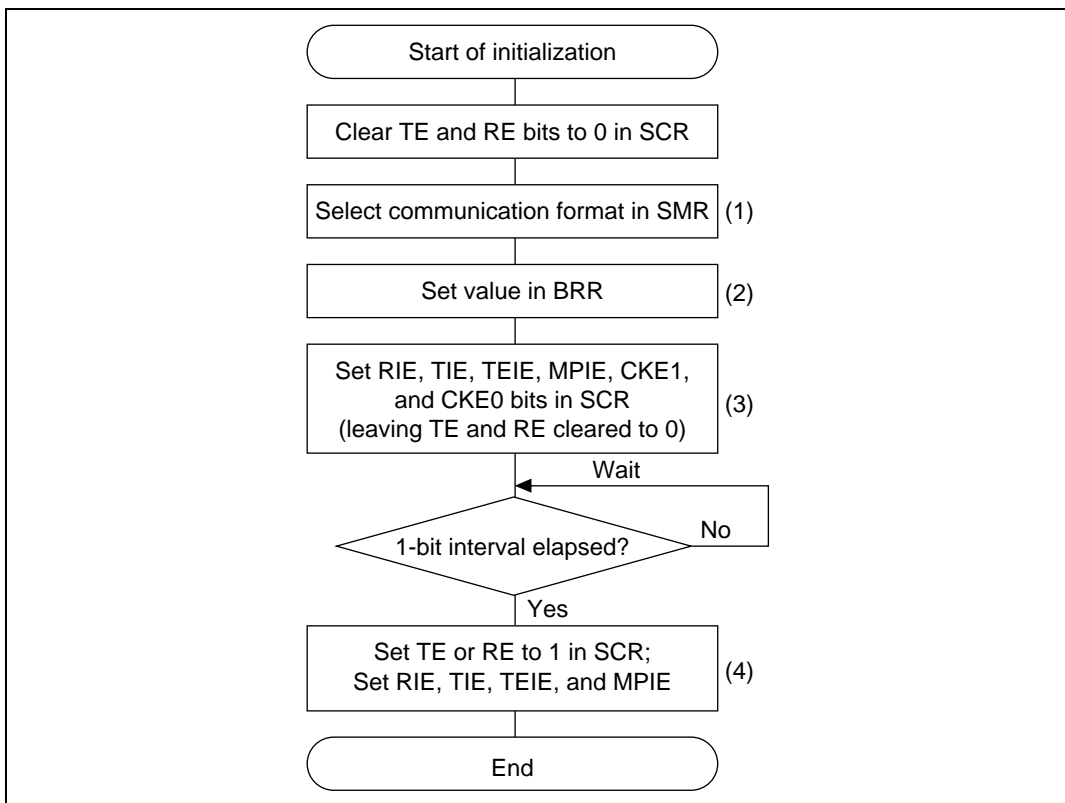 Start of initialization
Clear TE and RE bits to 0 in SCR
Select communication format in SMR
(1)
Set value in BRR
(2)
Set RIE, TIE, TEIE, MPIE, CKE1,
and CKE0 bits in SCR
(leaving TE and RE cleared to 0)
(3)
Wait
1-bit interval elapsed?
No
Yes
Set TE or RE to 1 in SCR;
Set RIE, TIE, TEIE, and MPIE
(4)
End